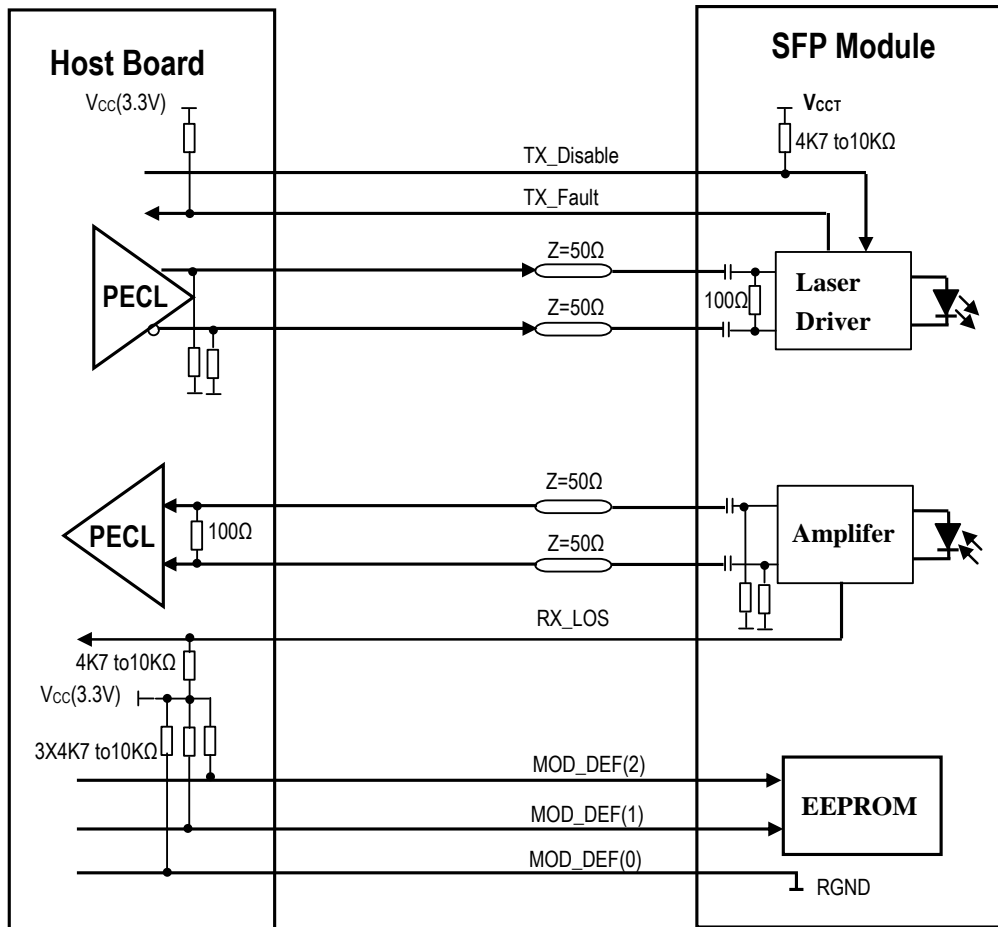 Host Board
SFP Module
VCC(3.3V)
VCCT
4K7 to10KΩ
TX_Disable
TX_Fault
Z=50Ω
PECL
100Ω
Laser
Driver
Z=50Ω
Z=50Ω
PECL
100Ω
Amplifer
Z=50Ω
RX_LOS
4K7 to10KΩ
VCC(3.3V)
3X4K7 to10KΩ
MOD_DEF(2)
EEPROM
MOD_DEF(1)
MOD_DEF(0)
RGND